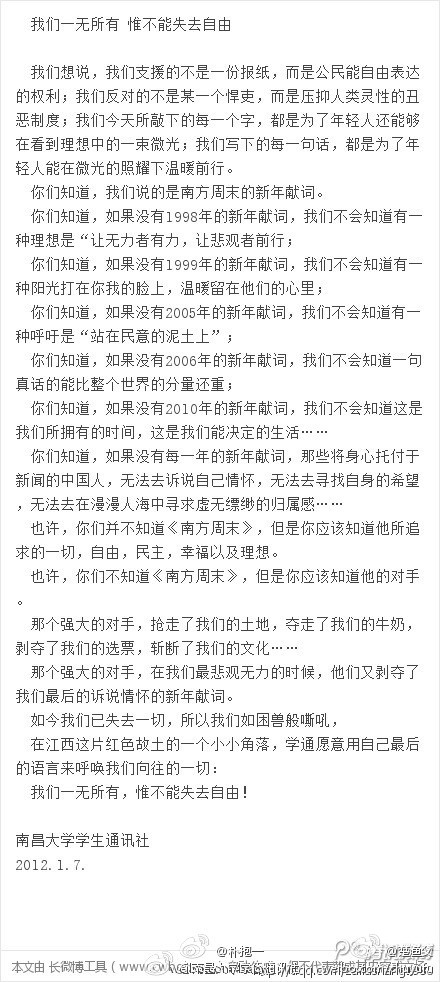 我们一无所有 惟不能失去自由
我们想说，我们支援的不是一份报纸，而是公民能自由表达
的权利；我们反对的不是某一个悍吏，而是压抑人类灵性的丑
恶制度；我们今天所敲下的每一个字，都是为了年轻人还能够
在看到理想中的一束微光；我们写下的每一句话，都是为了年
轻人能在微光的照耀下温暖前行。
你们知道，我们说的是南方周末的新年献词。
你们知道，如果没有1998年的新年献词，我们不会知道有一
种理想是“让无力者有力，让悲观者前行；
你们知道，如果没有1999年的新年献词，我们不会知道有一
种阳光打在你我的脸上，温暖留在他们的心里；
你们知道，如果没有2005年的新年献词，我们不会知道有一
种呼吁是“站在民意的泥土上”；
你们知道，如果没有2006年的新年献词，我们不会知道一句
真话的能比整个世界的分量还重；
你们知道，如果没有2010年的新年献词，我们不会知道这是
我们所拥有的时间，这是我们能决定的生活……
你们知道，如果没有每一年的新年献词，那些将身心托付于
新闻的中国人，无法去诉说自己情怀，无法去寻找自身的希望
，无法去在漫漫人海中寻求虚无缥缈的归属感……
也许，你们并不知道《南方周末》，但是你应该知道他所追
求的一切，自由，民主，幸福以及理想。
也许，你们不知道《南方周末》，但是你应该知道他的对手
。
那个强大的对手，抢走了我们的土地，夺走了我们的牛奶，
剥夺了我们的选票，斩断了我们的文化……
那个强大的对手，在我们最悲观无力的时候，他们又剥夺了
我们最后的诉说情怀的新年献词。
如今我们已失去一切，所以我们如困兽般嘶吼，
在江西这片红色故土的一个小小角落，学通愿意用自己最后
的语言来呼唤我们向往的一切：
我们一无所有，惟不能失去自由！
南昌大学学生通讯社
2012.1.7.
@朴抱一
本文由 长微博工具（www.cw